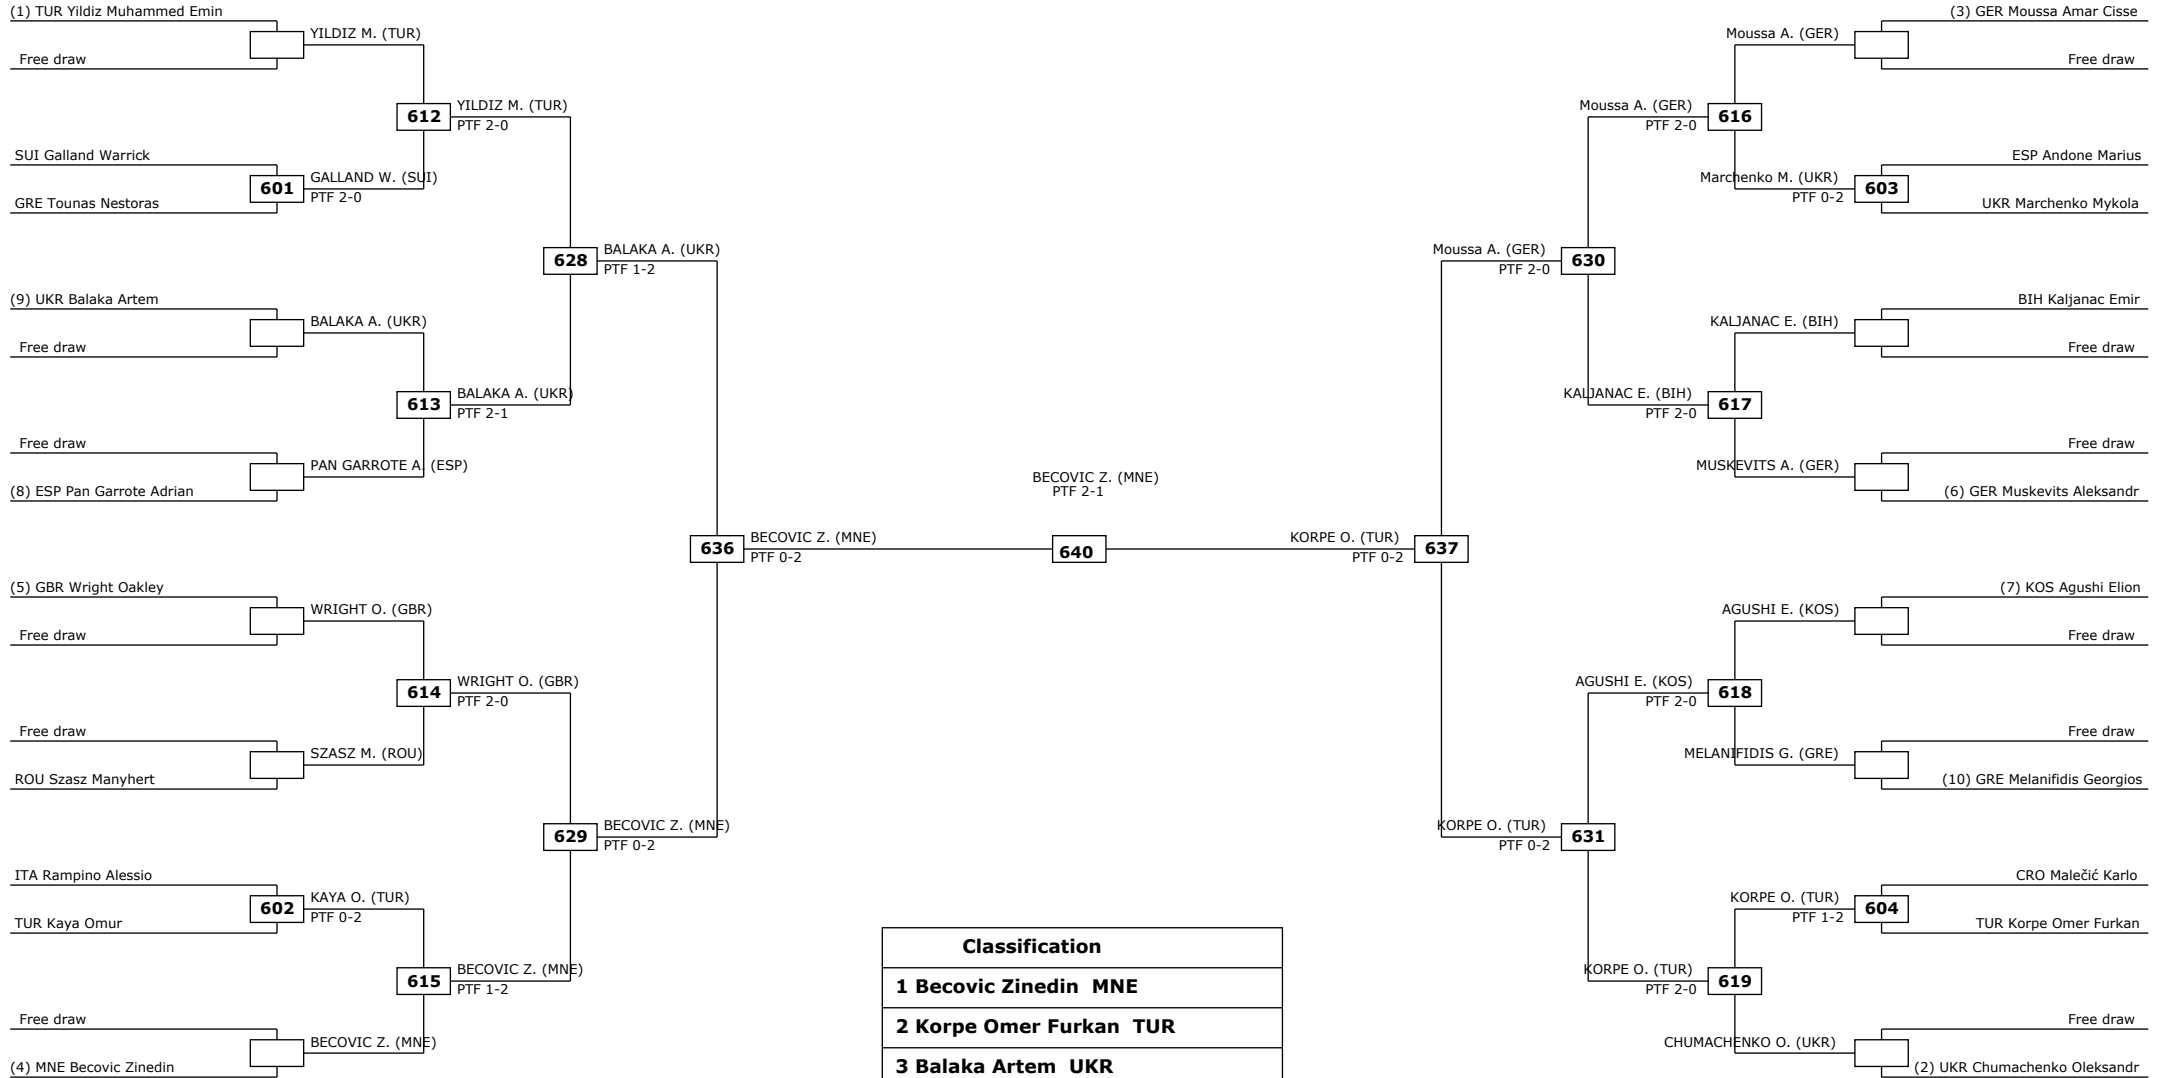 (1) TUR Yildiz Muhammed Emin
YILDIZ M. (TUR)
Free draw
YILDIZ M. (TUR)
612
PTF 2-0
SUI Galland Warrick
GALLAND W. (SUI)
601
PTF 2-0
GRE Tounas Nestoras
BALAKA A. (UKR)
628
PTF 1-2
(9) UKR Balaka Artem
BALAKA A. (UKR)
Free draw
BALAKA A. (UKR)
613
PTF 2-1
Free draw
PAN GARROTE A. (ESP)
(8) ESP Pan Garrote Adrian
BECOVIC Z. (MNE)
636
PTF 0-2
(5) GBR Wright Oakley
WRIGHT O. (GBR)
Free draw
WRIGHT O. (GBR)
614
PTF 2-0
Free draw
SZASZ M. (ROU)
ROU Szasz Manyhert
BECOVIC Z. (MNE)
629
PTF 0-2
ITA Rampino Alessio
KAYA O. (TUR)
602
PTF 0-2
TUR Kaya Omur
BECOVIC Z. (MNE)
615
PTF 1-2
Free draw
BECOVIC Z. (MNE)
(4) MNE Becovic Zinedin
BECOVIC Z. (MNE)
PTF 2-1
640
(3) GER Moussa Amar Cisse
Moussa A. (GER)
Free draw
Moussa A. (GER)
616
PTF 2-0
ESP Andone Marius
Marchenko M. (UKR)
603
PTF 0-2
UKR Marchenko Mykola
Moussa A. (GER)
630
PTF 2-0
BIH Kaljanac Emir
KALJANAC E. (BIH)
Free draw
KALJANAC E. (BIH)
617
PTF 2-0
Free draw
MUSKEVITS A. (GER)
(6) GER Muskevits Aleksandr
KORPE O. (TUR)
637
PTF 0-2
(7) KOS Agushi Elion
AGUSHI E. (KOS)
Free draw
AGUSHI E. (KOS)
618
PTF 2-0
Free draw
MELANIFIDIS G. (GRE)
(10) GRE Melanifidis Georgios
KORPE O. (TUR)
631
PTF 0-2
CRO Malečić Karlo
KORPE O. (TUR)
604
PTF 1-2
TUR Korpe Omer Furkan
KORPE O. (TUR)
619
PTF 2-0
Free draw
CHUMACHENKO O. (UKR)
(2) UKR Chumachenko Oleksandr
Classification
1 Becovic Zinedin MNE
2 Korpe Omer Furkan TUR
3 Balaka Artem UKR